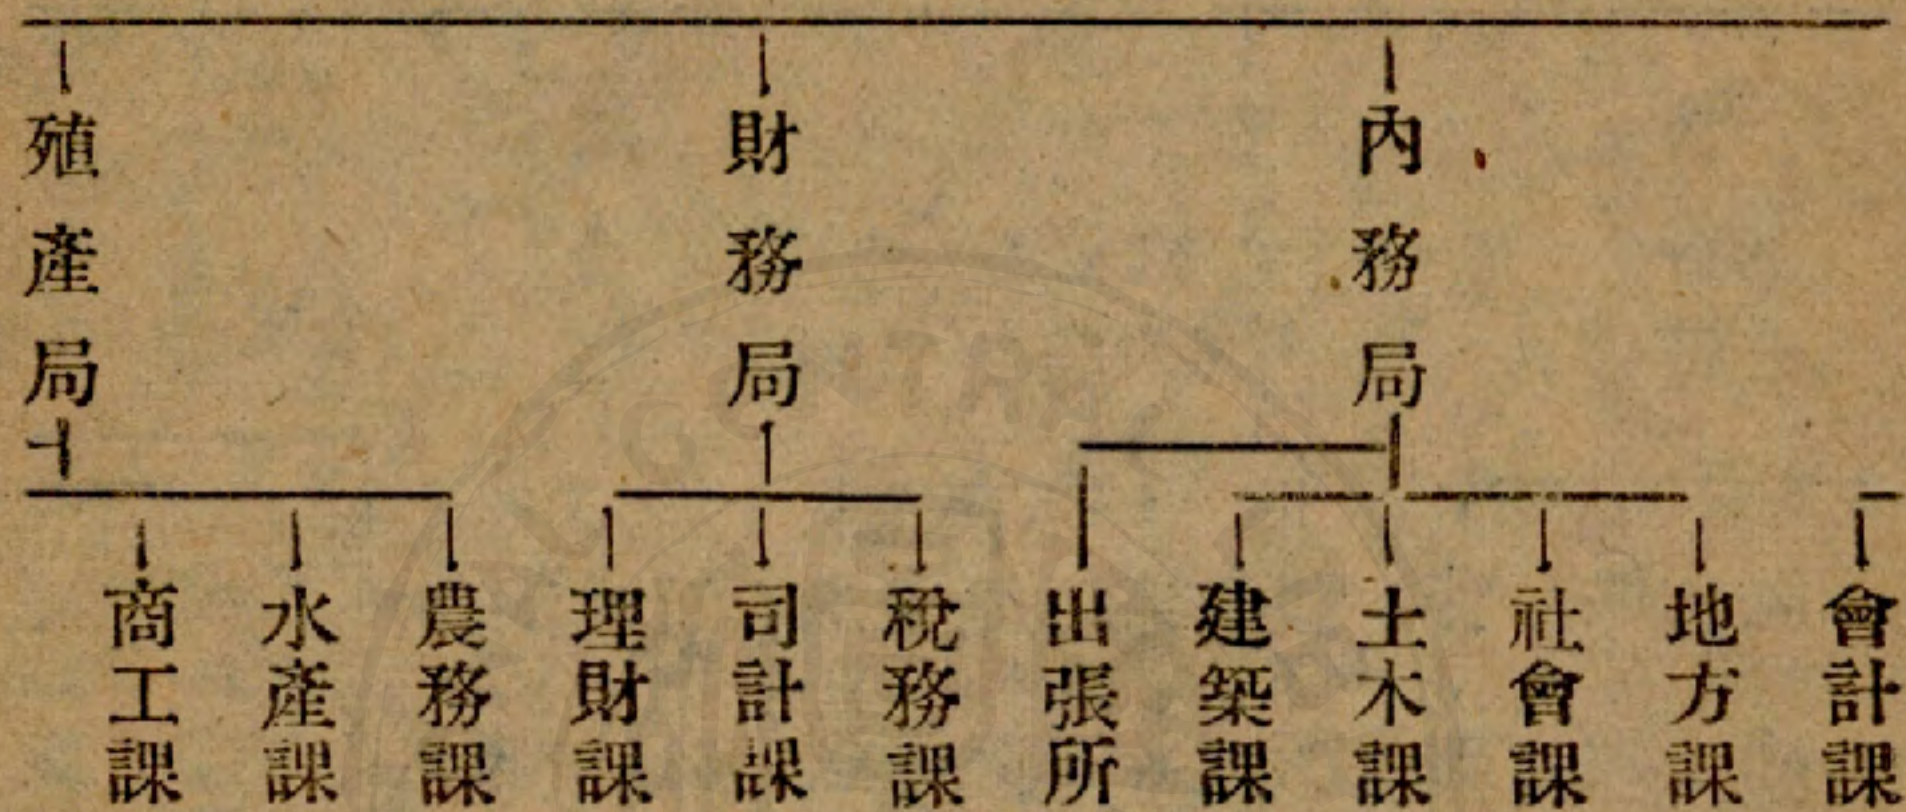 內務局
財務局
殖產局
會計課
地方課
社會課
土木課
建築課
出張所
稅務課
司計課
理財課
農務課
水產課
商工課
CENTRAL